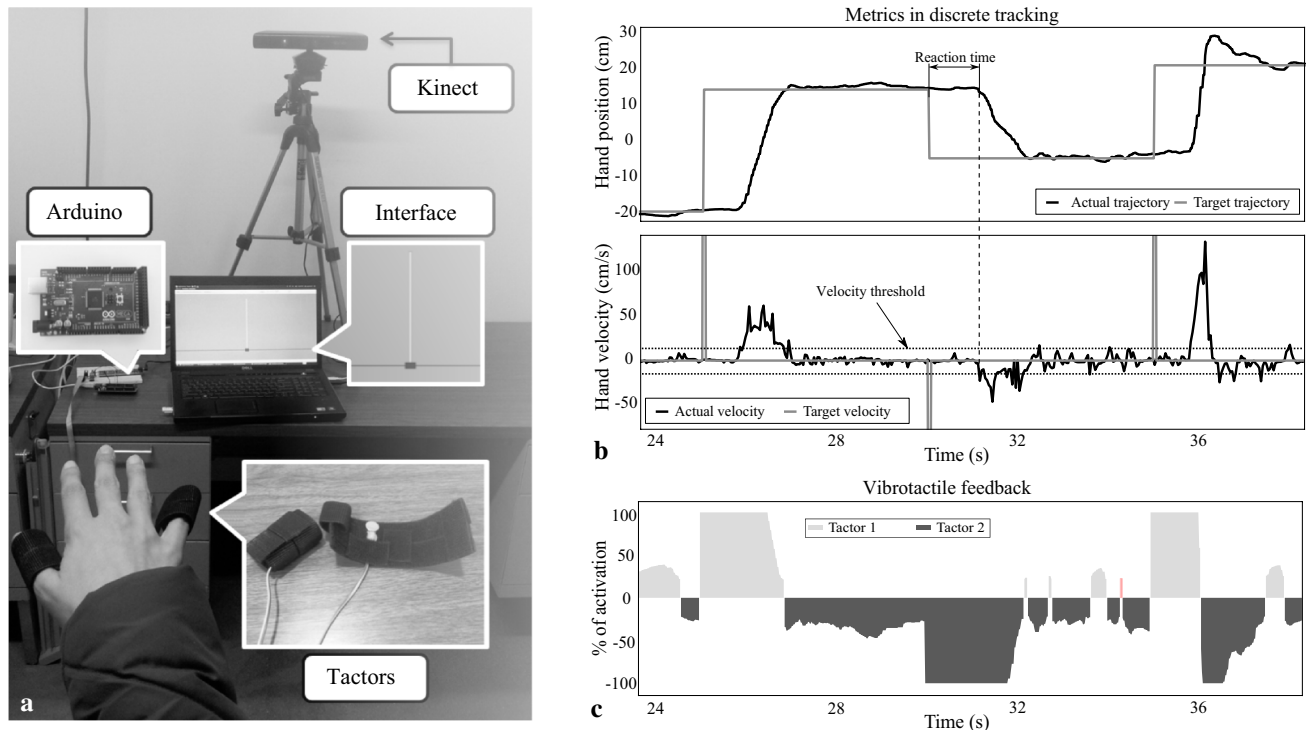 Kinect
Arduino
Interface
Tactors
a
Metrics in discrete tracking
Hand position (cm)
30
20
10
0
-10
-20
Reaction time
Actual trajectory
Target trajectory
Hand velocity (cm/s)
100
50
0
-50
Velocity threshold
Actual velocity
Target velocity
24
28
32
36
Time (s)
b
Vibrotactile feedback
% of activation
100
50
0
-50
-100
Tactor 1
Tactor 2
24
28
32
36
Time (s)
c